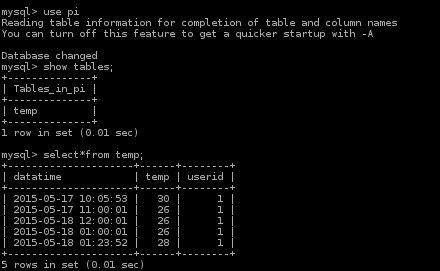 mysql> use pi
Reading table information for completion of table and column names
You can turn off this feature to get a quicker startup with -A

Database changed
mysql> show tables;
+--------------+
| Tables_in_pi |
+--------------+
| temp         |
+--------------+
1 row in set (0.01 sec)

mysql> select*from temp;
+---------------------+------+--------+
| datatime            | temp | userid |
+---------------------+------+--------+
| 2015-05-17 10:05:53 |   30 |      1 |
| 2015-05-17 11:00:01 |   26 |      1 |
| 2015-05-18 12:00:01 |   26 |      1 |
| 2015-05-18 01:00:01 |   26 |      1 |
| 2015-05-18 01:23:52 |   28 |      1 |
+---------------------+------+--------+
5 rows in set (0.01 sec)